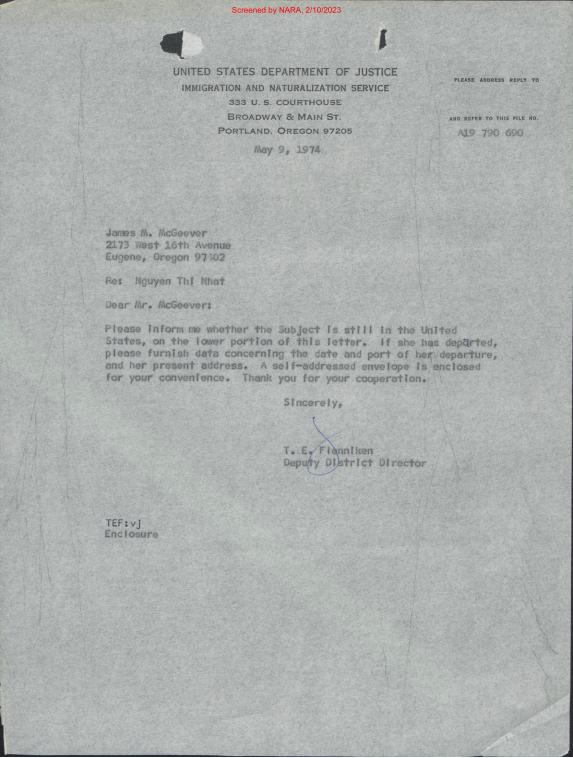 Screened by NARA, 2/10/2023
UNITED STATES DEPARTMENT OF JUSTICE
IMMIGRATION AND NATURALIZATION SERVICE
333 U. S. COURTHOUSE
BROADWAY & MAIN ST.
PORTLAND, OREGON 97205
PLEASE ADDRESS REPLY TO
AND REFER TO THIS FILE NO.
A19 790 690
May 9, 1974
James M. McGeever
2173 West 16th Avenue
Eugene, Oregon 97402
Re: Nguyen Thi Nhat
Dear Mr. McGeever:
Please inform me whether the Subject is still in the United
States, on the lower portion of this letter. If she has departed,
please furnish data concerning the date and port of her departure,
and her present address. A self-addressed envelope is enclosed
for your convenience. Thank you for your cooperation.
Sincerely,
T. E. Flenniken
Deputy District Director
TEF:vj
Enclosure